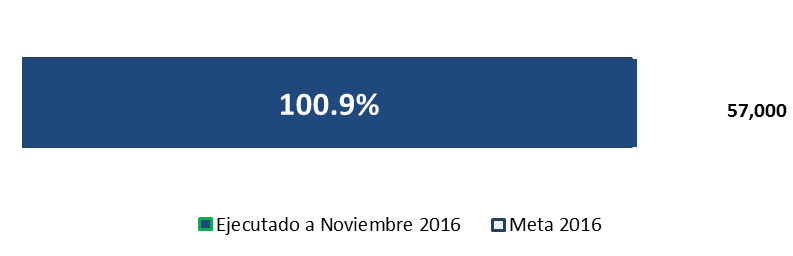 100.9%
57,000
Ejecutado a Noviembre 2016
Meta 2016